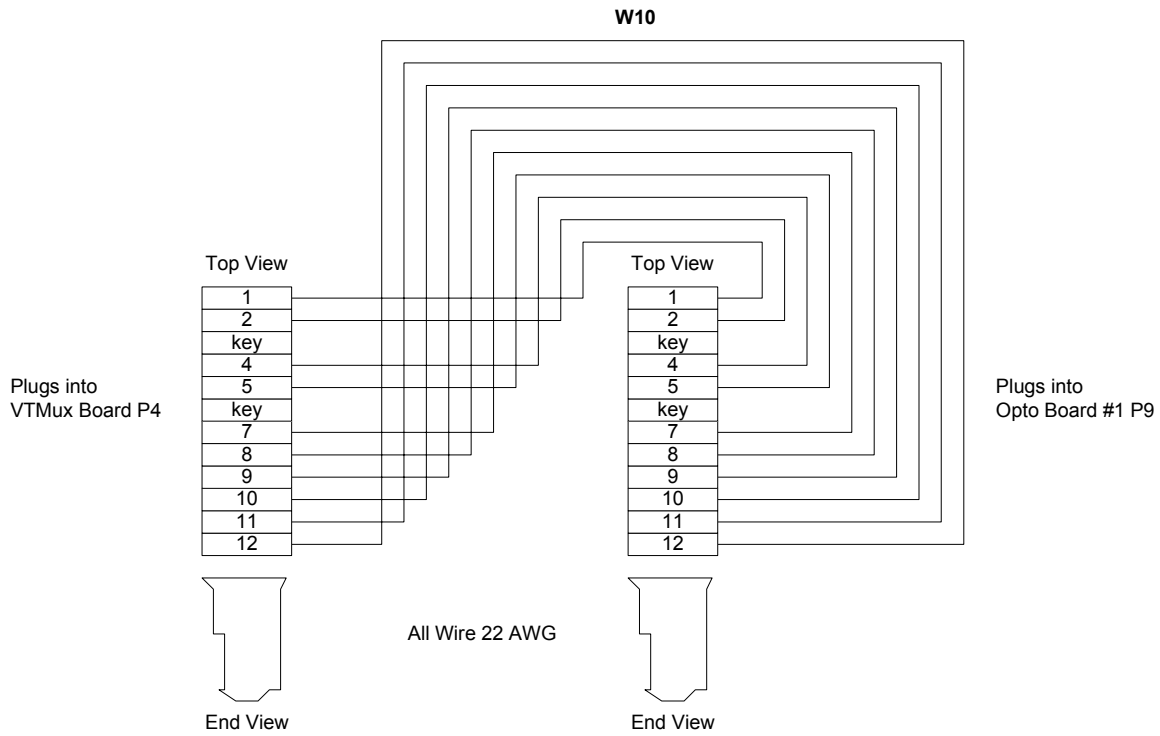 W10
Top View
1
2
key
4
5
key
7
8
9
10
11
12
Plugs into
VTMux Board P4
End View
All Wire 22 AWG
Top View
1
2
key
4
5
key
7
8
9
10
11
12
Plugs into
Opto Board #1 P9
End View